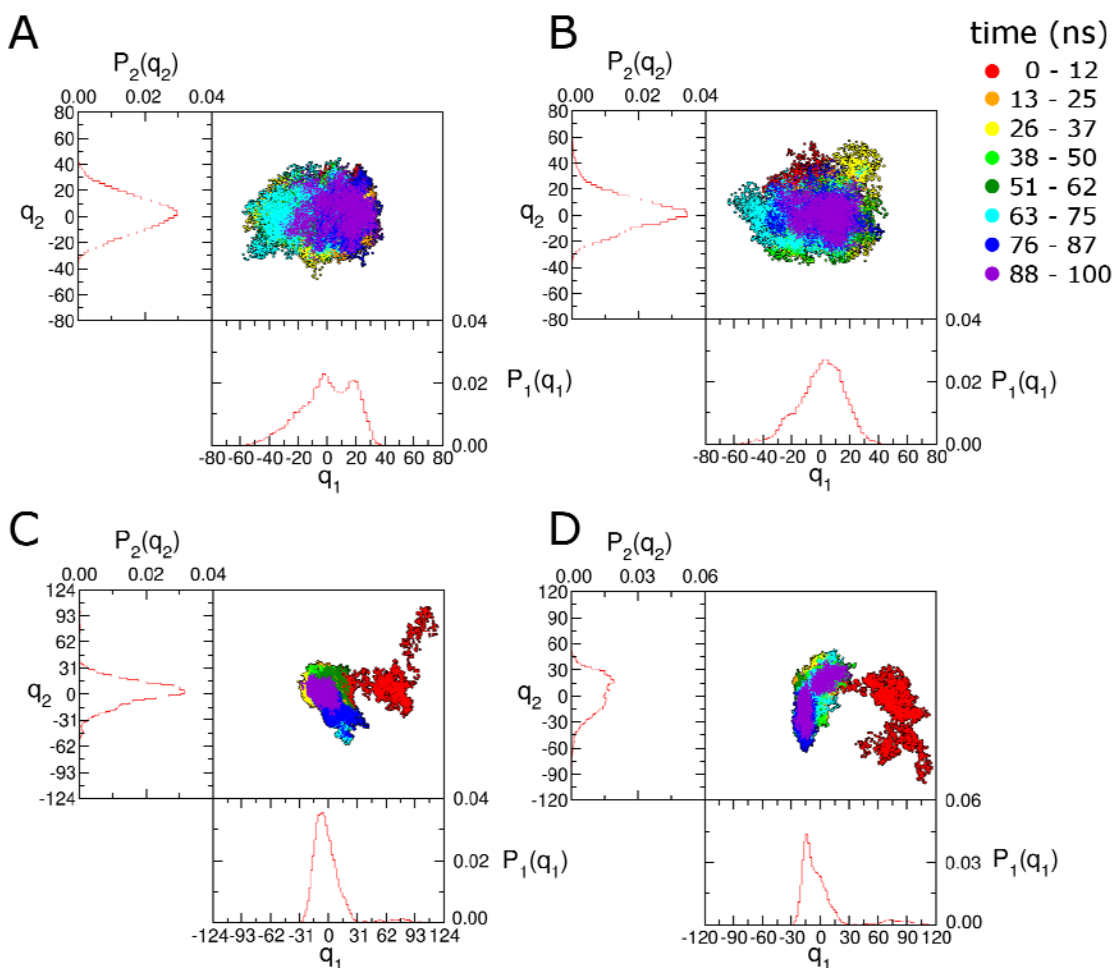 A
P₂(q₂)
0.00 0.02 0.04
80
60
40
20
q₂ 0
-20
-40
-60
-80
0.04
0.02 P₁(q₁)
0.00
-80 -60 -40 -20 0 20 40 60 80
q₁
B
P₂(q₂)
0.00 0.02 0.04
80
60
40
20
q₂ 0
-20
-40
-60
-80
0.04
0.02 P₁(q₁)
0.00
-80 -60 -40 -20 0 20 40 60 80
q₁
time (ns)
0 - 12
13 - 25
26 - 37
38 - 50
51 - 62
63 - 75
76 - 87
88 - 100
C
P₂(q₂)
0.00 0.02 0.04
124
93
62
31
q₂ 0
-31
-62
-93
-124
0.04
0.02 P₁(q₁)
0.00
-124 -93 -62 -31 0 31 62 93 124
q₁
D
P₂(q₂)
0.00 0.03 0.06
120
90
60
30
q₂ 0
-30
-60
-90
-120
0.06
0.03 P₁(q₁)
0.00
-120 -90 -60 -30 0 30 60 90 120
q₁